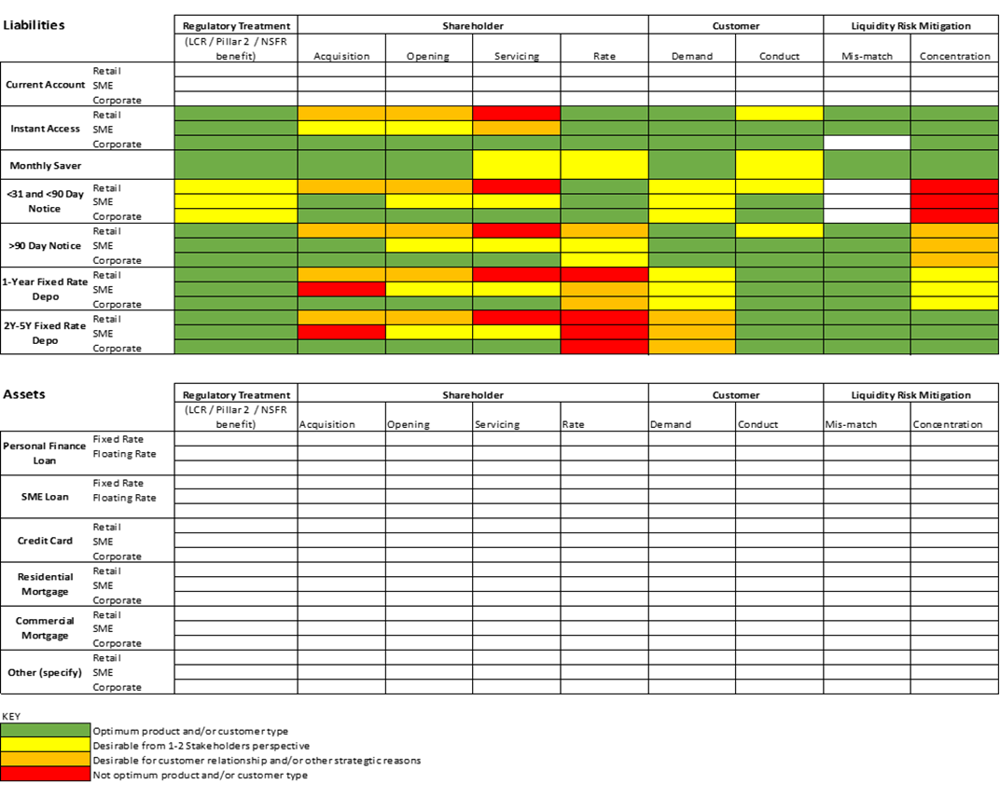 Liabilities
Regulatory Treatment Shareholder Customer Liquidity Risk Mitigation
(LCR / Pillar 2 / NSFR
benefit) Acquisition Opening Servicing Rate Demand Conduct Mis-match Concentration
Retail
Current Account SME
Corporate
Retail
Instant Access SME
Corporate
Monthly Saver
<31 and <90 Day Retail
Notice SME
Corporate
Retail
>90 Day Notice SME
Corporate
1-Year Fixed Rate Retail
Depo SME
Corporate
2Y-5Y Fixed Rate Retail
Depo SME
Corporate
Assets
Regulatory Treatment Shareholder Customer Liquidity Risk Mitigation
(LCR / Pillar 2 / NSFR
benefit) Acquisition Opening Servicing Rate Demand Conduct Mis-match Concentration
Personal Finance Fixed Rate
Loan Floating Rate
Fixed Rate
SME Loan Floating Rate
Retail
Credit Card SME
Corporate
Residential Retail
Mortgage SME
Corporate
Commercial Retail
Mortgage SME
Corporate
Retail
Other (specify) SME
Corporate
KEY
Optimum product and/or customer type
Desirable from 1-2 Stakeholders perspective
Desirable for customer relationship and/or other strategtic reasons
Not optimum product and/or customer type